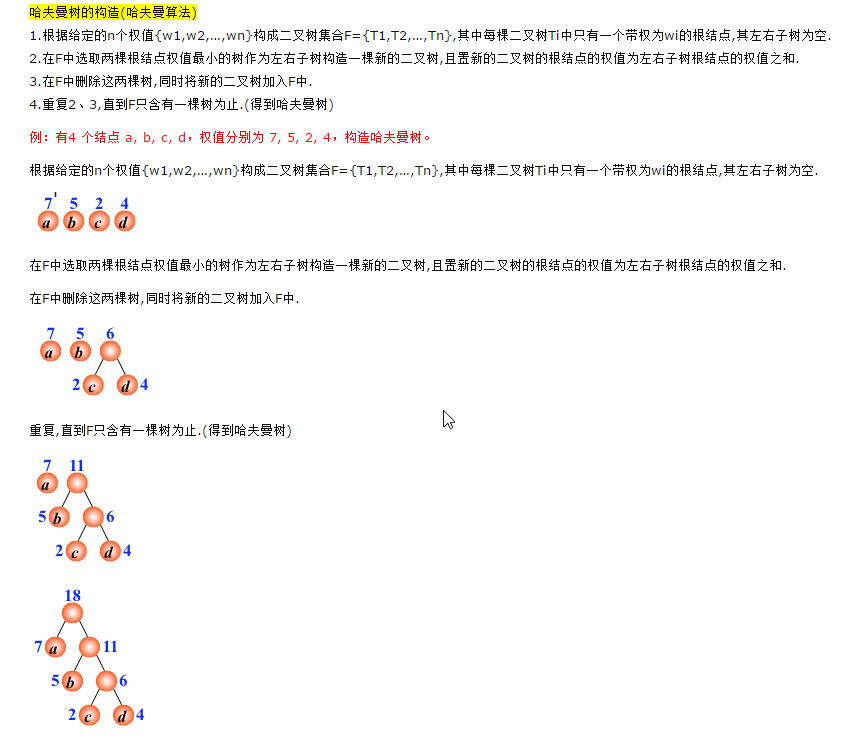 哈夫曼树的构造(哈夫曼算法)
1.根据给定的n个权值{w1,w2,...,wn}构成二叉树集合F={T1,T2,...,Tn},其中每棵二叉树Ti中只有一个带权为wi的根结点,其左右子树为空.
2.在F中选取两棵根结点权值最小的树作为左右子树构造一棵新的二叉树,且置新的二叉树的根结点的权值为左右子树根结点的权值之和.
3.在F中删除这两棵树,同时将新的二叉树加入F中.
4.重复2、3,直到F只含有一棵树为止.(得到哈夫曼树)
例：有4 个结点 a, b, c, d，权值分别为 7, 5, 2, 4，构造哈夫曼树。
根据给定的n个权值{w1,w2,...,wn}构成二叉树集合F={T1,T2,...,Tn},其中每棵二叉树Ti中只有一个带权为wi的根结点,其左右子树为空.
7' 5 2 4
a b c d
在F中选取两棵根结点权值最小的树作为左右子树构造一棵新的二叉树,且置新的二叉树的根结点的权值为左右子树根结点的权值之和.
在F中删除这两棵树,同时将新的二叉树加入F中.
7 5 6
a b
2 c d 4
重复,直到F只含有一棵树为止.(得到哈夫曼树)
7 11
a
5 b 6
2 c d 4
18
7 a 11
5 b 6
2 c d 4